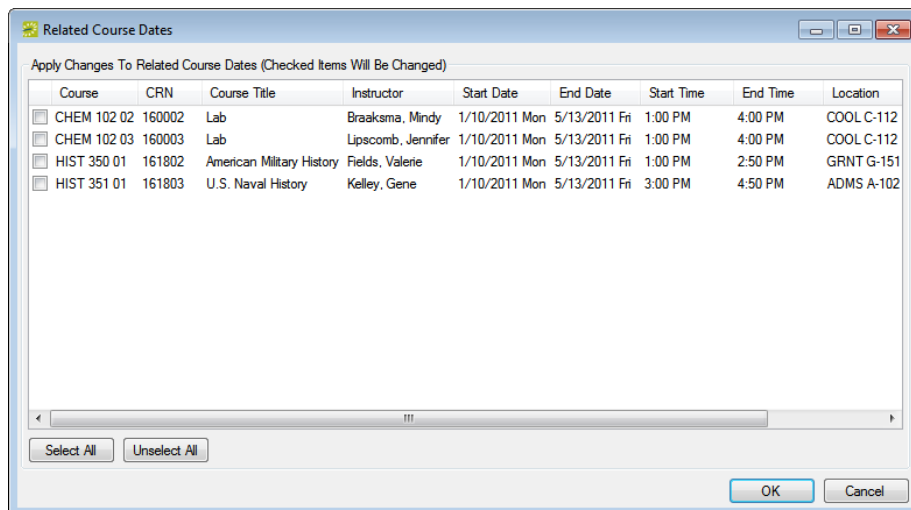 Related Course Dates
Apply Changes To Related Course Dates (Checked Items Will Be Changed)
Course CRN Course Title Instructor Start Date End Date Start Time End Time Location
CHEM 102 02 160002 Lab Braaksma, Mindy 1/10/2011 Mon 5/13/2011 Fri 1:00 PM 4:00 PM COOL C-112
CHEM 102 03 160003 Lab Lipscomb, Jennifer 1/10/2011 Mon 5/13/2011 Fri 1:00 PM 4:00 PM COOL C-112
HIST 350 01 161802 American Military History Fields, Valerie 1/10/2011 Mon 5/13/2011 Fri 1:00 PM 2:50 PM GRNT G-151
HIST 351 01 161803 U.S. Naval History Kelley, Gene 1/10/2011 Mon 5/13/2011 Fri 3:00 PM 4:50 PM ADMS A-102
Select All Unselect All
OK Cancel